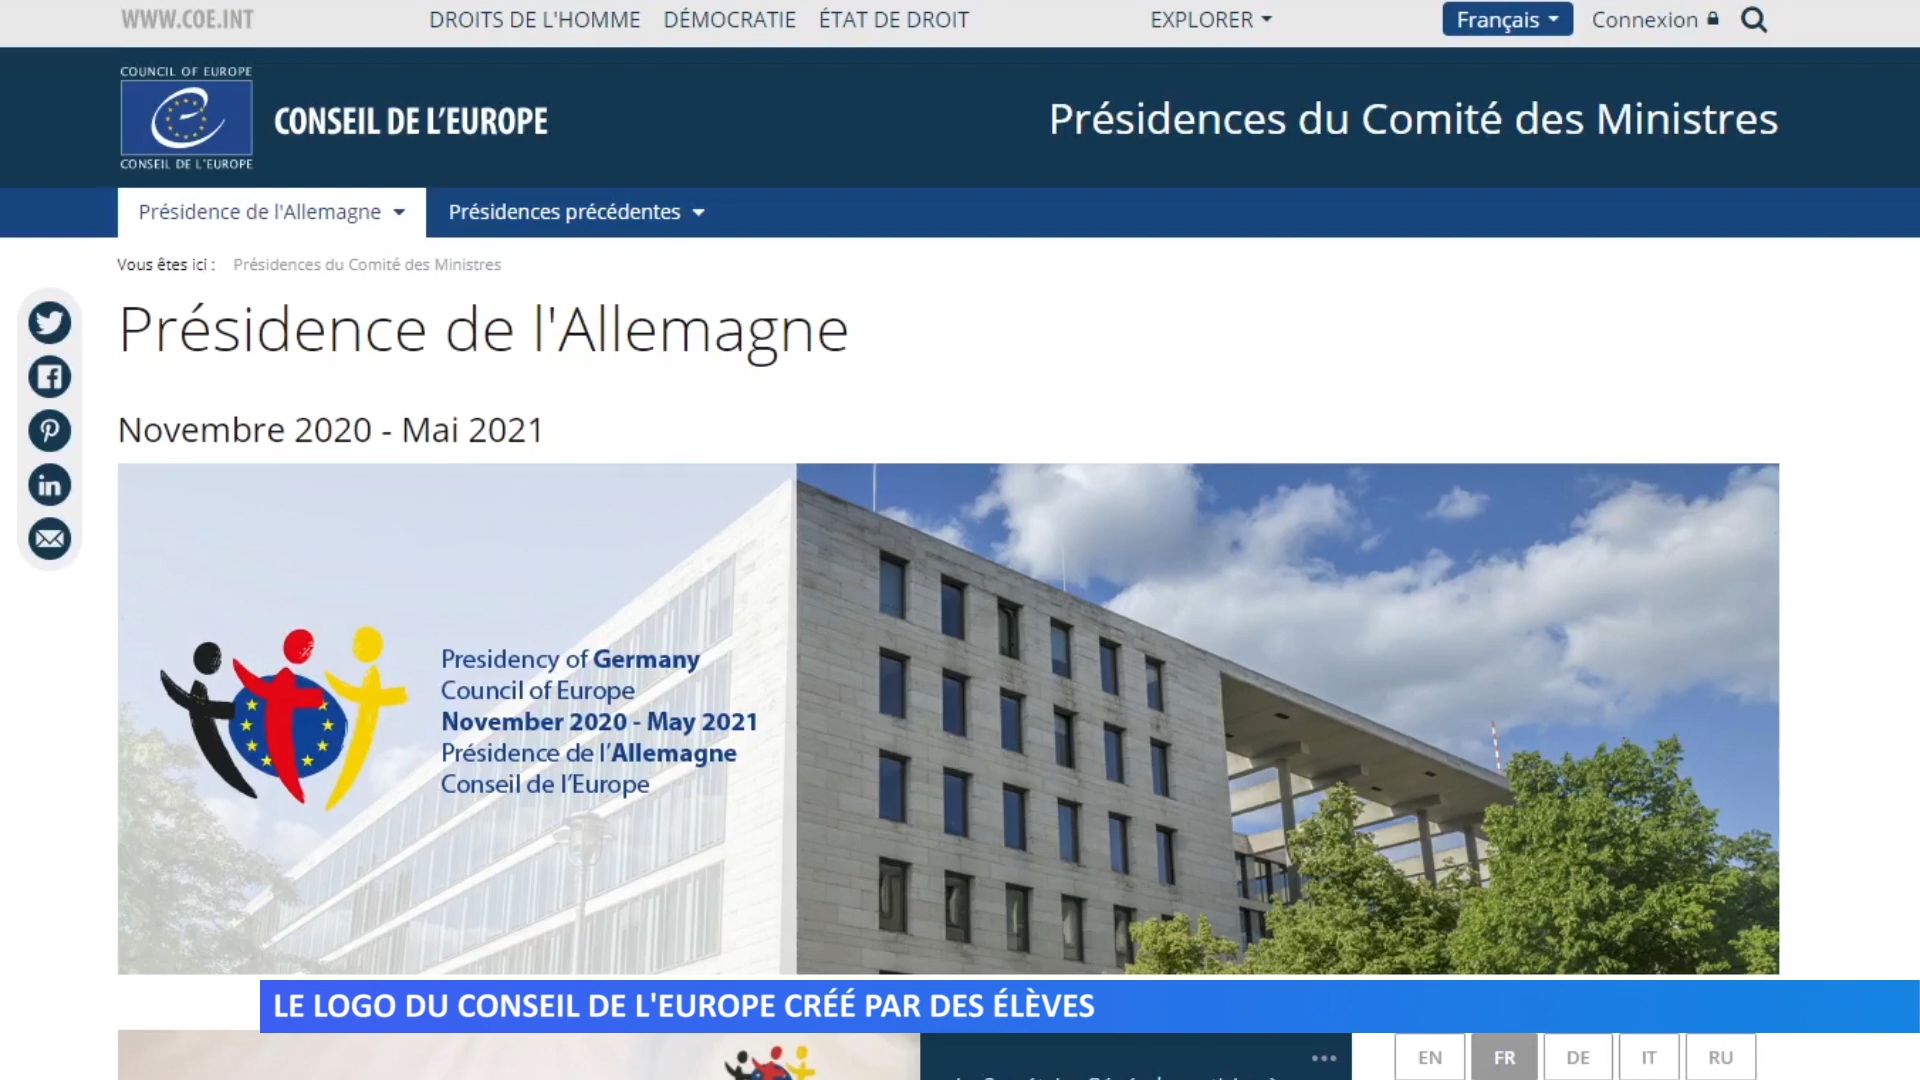 WWW.COE.INT
DROITS DE L'HOMME DÉMOCRATIE ÉTAT DE DROIT
EXPLORER
Français
Connexion
COUNCIL OF EUROPE
CONSEIL DE L'EUROPE
CONSEIL DE L'EUROPE
Présidences du Comité des Ministres
Présidence de l'Allemagne
Présidences précédentes
Vous êtes ici : Présidences du Comité des Ministres
Présidence de l'Allemagne
Novembre 2020 - Mai 2021
Presidency of Germany
Council of Europe
November 2020 - May 2021
Présidence de l'Allemagne
Conseil de l'Europe
LE LOGO DU CONSEIL DE L'EUROPE CRÉÉ PAR DES ÉLÈVES
EN FR DE IT RU